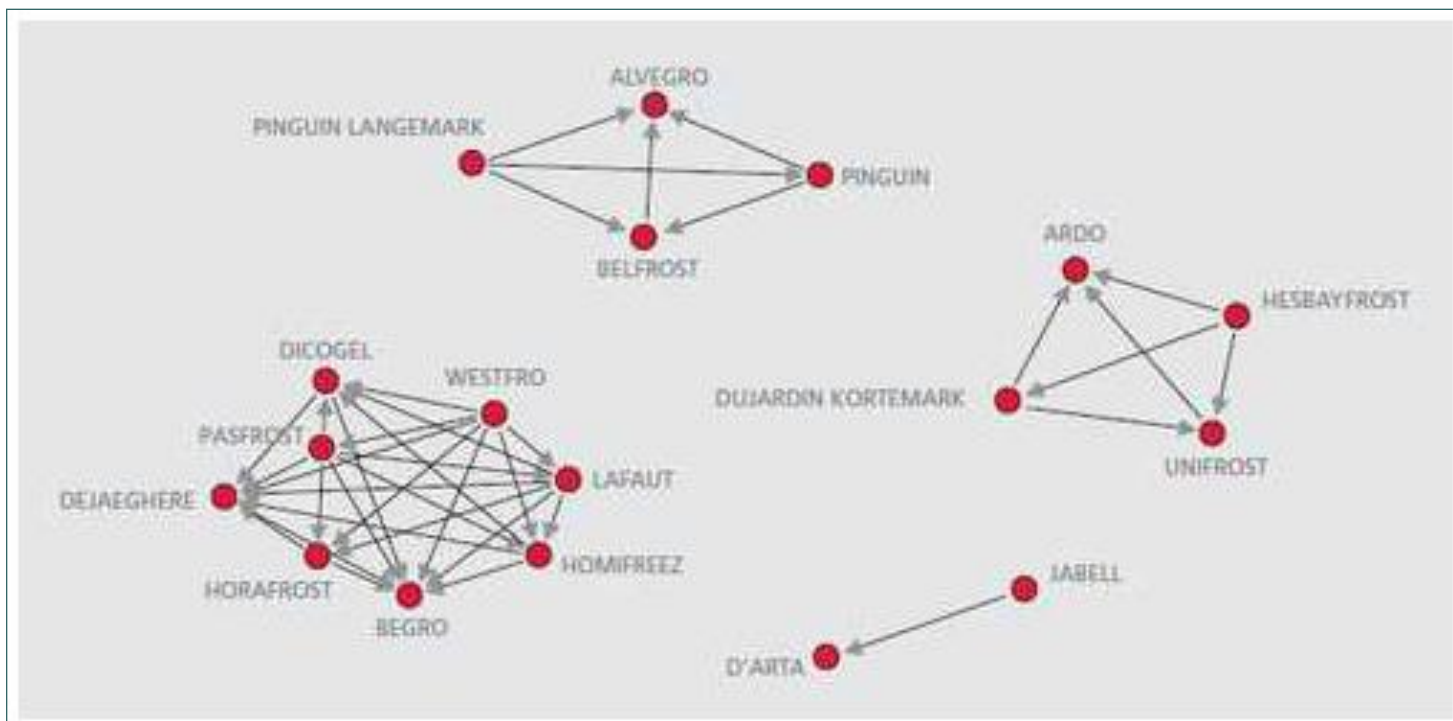 ALVEGRO
PINGUIN LANGEMARK
PINGUIN
BELFROST
ARDO
HESBAYFROST
DUJARDIN KORTEMARK
UNIFROST
DICOGEL
WESTFRO
PASFROST
LAFAUT
DEJAEGHERE
HOMIFREEZ
HORAFROST
BEGRO
JABELL
D'ARTA